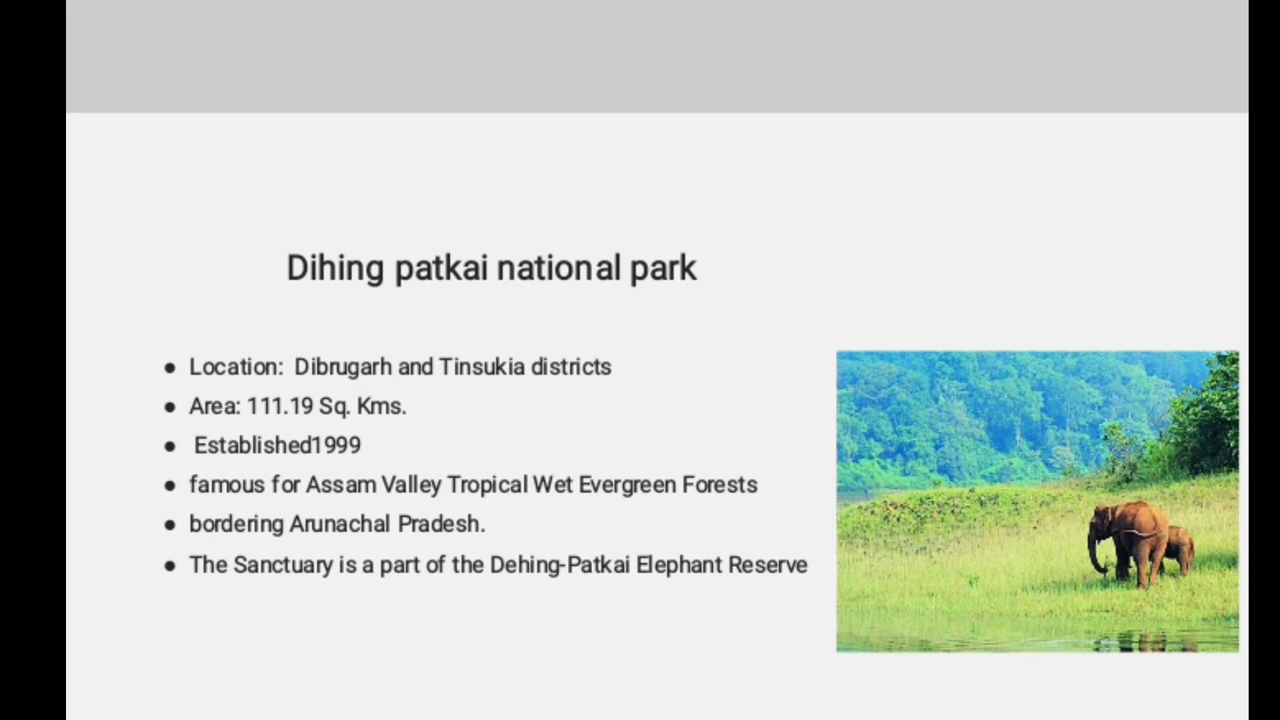 Dihing patkai national park
● Location: Dibrugarh and Tinsukia districts
● Area: 111.19 Sq. Kms.
● Established1999
● famous for Assam Valley Tropical Wet Evergreen Forests
● bordering Arunachal Pradesh.
● The Sanctuary is a part of the Dehing-Patkai Elephant Reserve